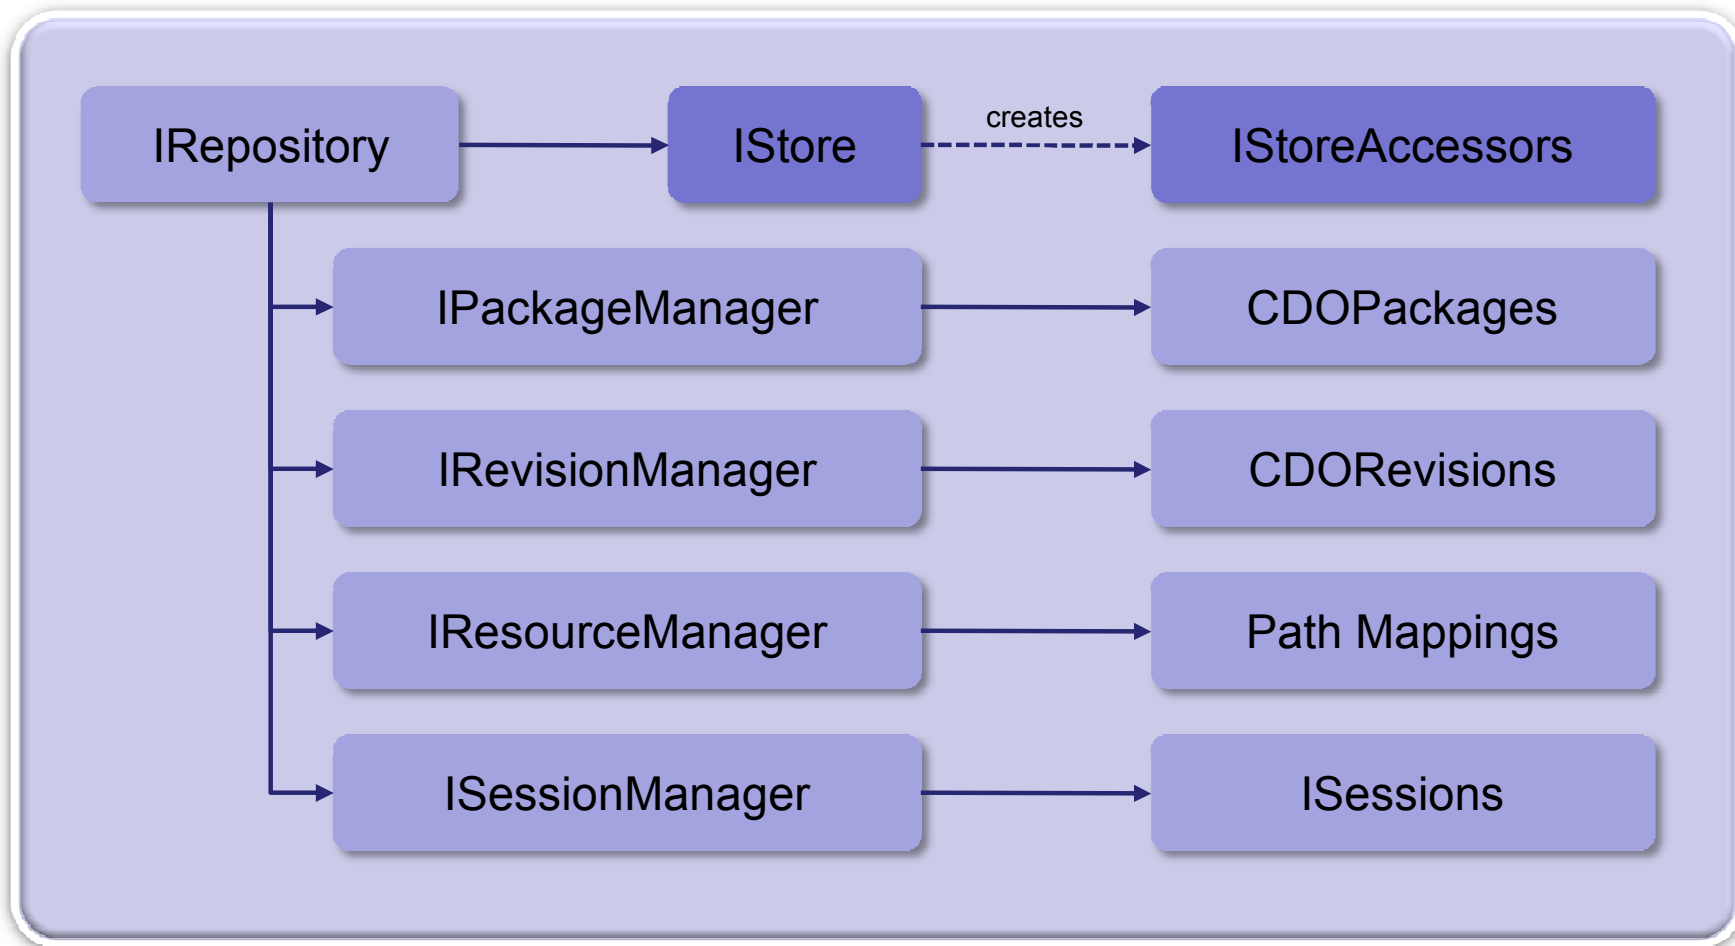 IRepository
IStore
creates
IStoreAccessors
IPackageManager
CDOPackages
IRevisionManager
CDORevisions
IResourceManager
Path Mappings
ISessionManager
ISessions